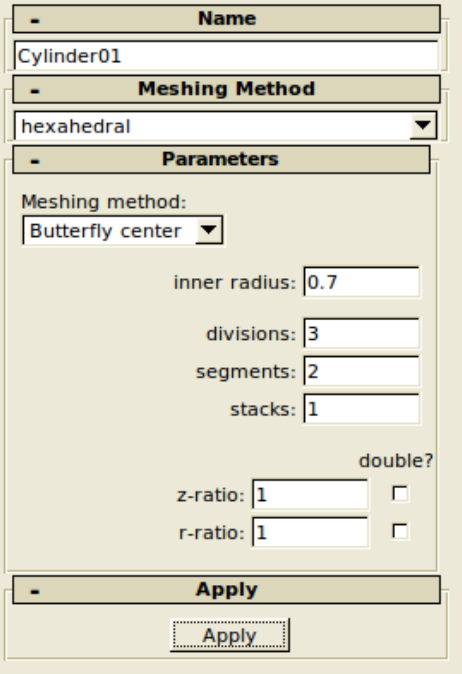 - Name
Cylinder01
- Meshing Method
hexahedral
- Parameters
Meshing method:
Butterfly center
inner radius: 0.7
divisions: 3
segments: 2
stacks: 1
double?
z-ratio: 1
r-ratio: 1
- Apply
Apply